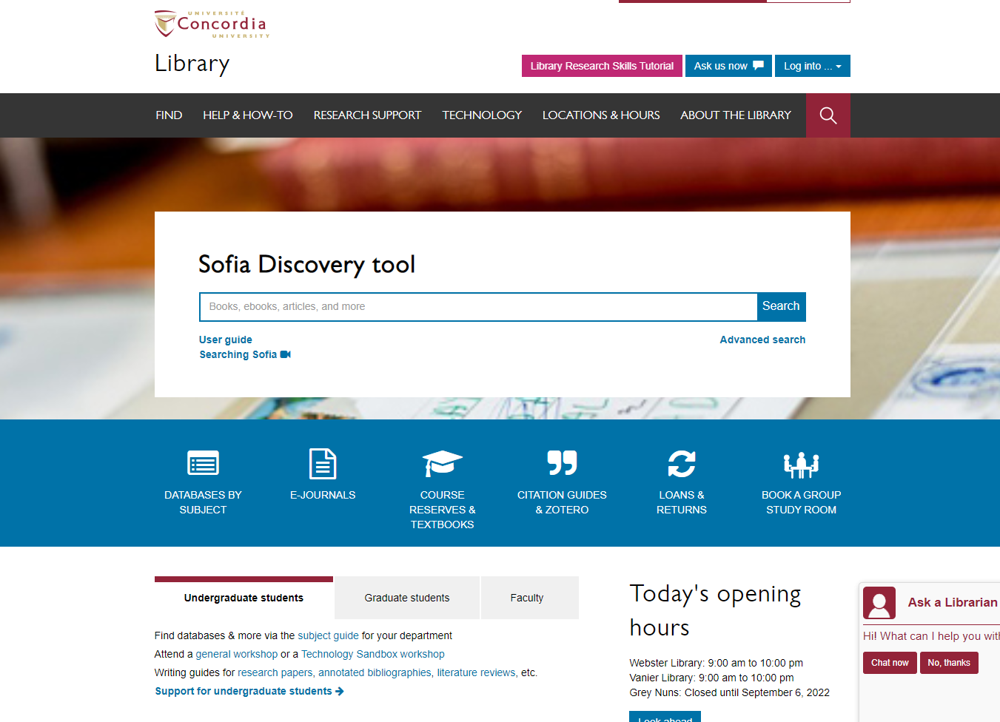 UNIVERSITÉ
Concordia
UNIVERSITY
Library
Library Research Skills Tutorial
Ask us now
Log into ...
FIND
HELP & HOW-TO
RESEARCH SUPPORT
TECHNOLOGY
LOCATIONS & HOURS
ABOUT THE LIBRARY
Sofia Discovery tool
Books, ebooks, articles, and more
Search
User guide
Advanced search
Searching Sofia
DATABASES BY
SUBJECT
E-JOURNALS
COURSE
RESERVES &
TEXTBOOKS
CITATION GUIDES
& ZOTERO
LOANS &
RETURNS
BOOK A GROUP
STUDY ROOM
Undergraduate students
Graduate students
Faculty
Find databases & more via the subject guide for your department
Attend a general workshop or a Technology Sandbox workshop
Writing guides for research papers, annotated bibliographies, literature reviews, etc.
Support for undergraduate students
Today's opening
hours
Webster Library: 9:00 am to 10:00 pm
Vanier Library: 9:00 am to 10:00 pm
Grey Nuns: Closed until September 6, 2022
Look ahead
Ask a Librarian
Hi! What can I help you with
Chat now
No, thanks